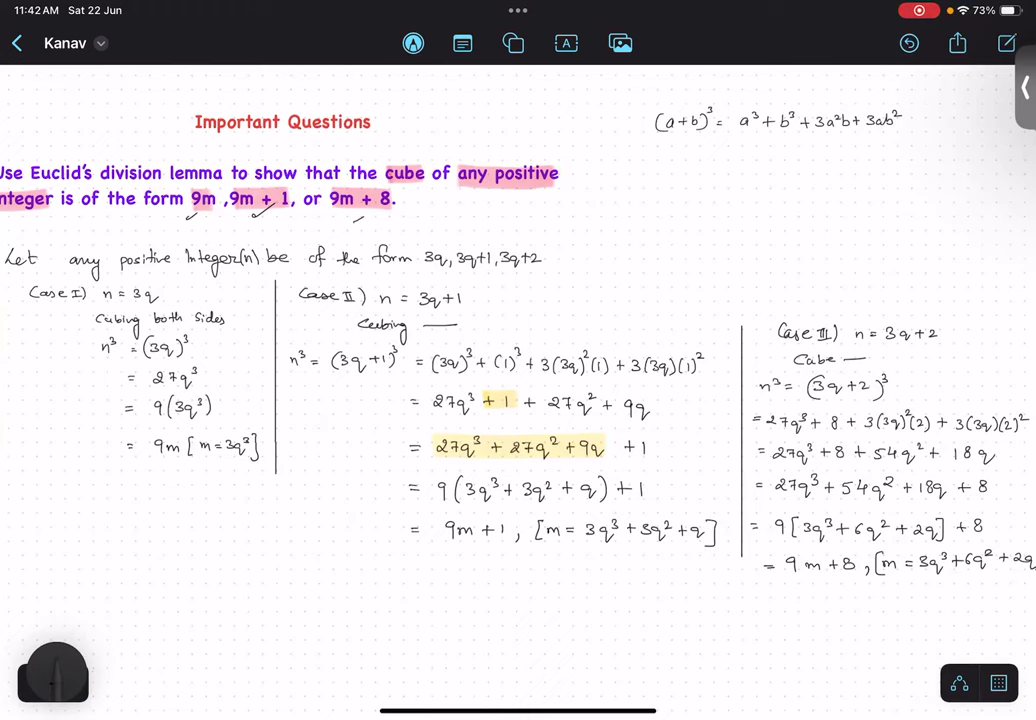 11:42 AM Sat 22 Jun
73%
Kanav
A
Important Questions
(a+b)³ = a³ + b³ + 3a²b + 3ab²
Use Euclid's division lemma to show that the cube of any positive
nteger is of the form 9m ,9m + 1, or 9m + 8.
Let any positive Integer(n) be of the form 3q, 3q+1, 3q+2
Case I) n = 3q
Cubing both sides
n³ = (3q)³
= 27q³
= 9(3q³)
= 9m [m = 3q³]
Case II) n = 3q+1
Cubing —
n³ = (3q+1)³ = (3q)³ + (1)³ + 3(3q)²(1) + 3(3q)(1)²
= 27q³ + 1 + 27q² + 9q
= 27q³ + 27q² + 9q + 1
= 9(3q³ + 3q² + q) + 1
= 9m + 1, [m = 3q³ + 3q² + q]
Case III) n = 3q+2
Cube —
n³ = (3q+2)³
= 27q³ + 8 + 3(3q)²(2) + 3(3q)(2)²
= 27q³ + 8 + 54q² + 18q
= 27q³ + 54q² + 18q + 8
= 9[3q³ + 6q² + 2q] + 8
= 9m + 8, [m = 3q³ + 6q² + 2q